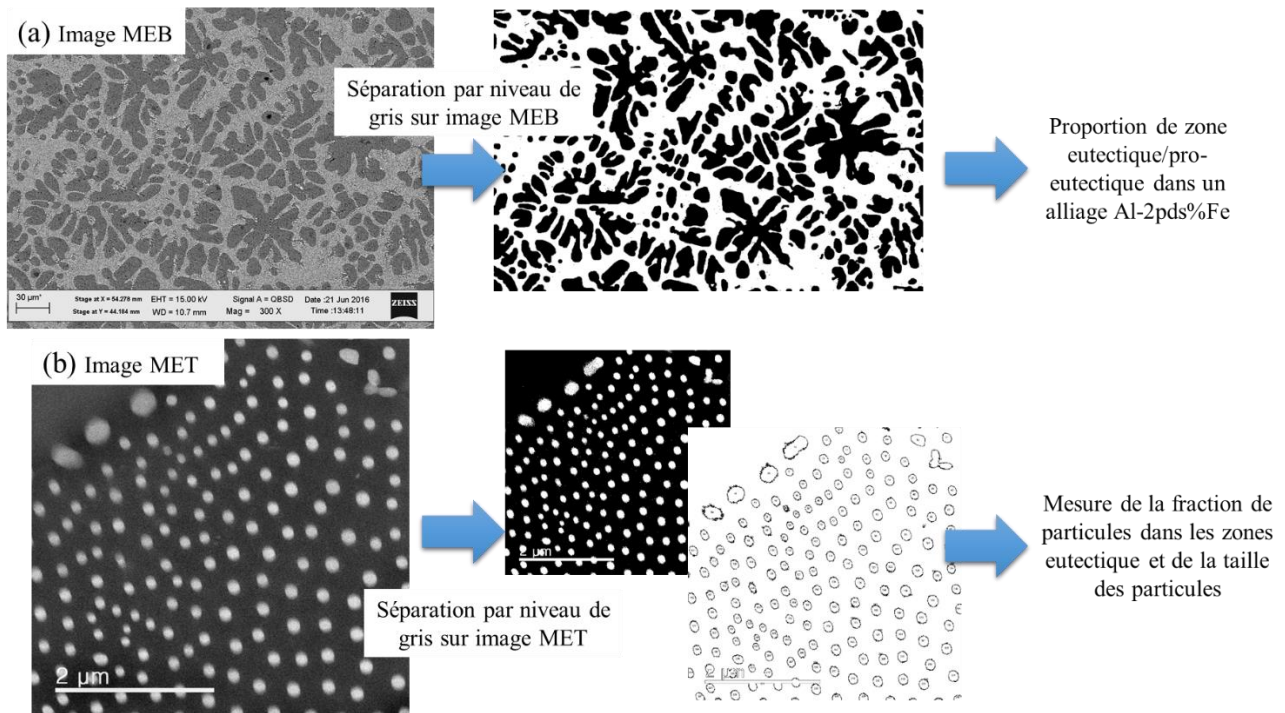 (a) Image MEB
Séparation par niveau de
gris sur image MEB
Proportion de zone
eutectique/pro-
eutectique dans un
alliage Al-2pds%Fe
30 µm*
Stage at X = 54.278 mm
EHT = 15.00 kV
Signal A = QBSD
Date :21 Jun 2016
Stage at Y = 44.104 mm
WD = 10.7 mm
Mag = 300 X
Time :13:48:11
ZEISS
(b) Image MET
2 µm
Séparation par niveau de
gris sur image MET
2 µm
Mesure de la fraction de
particules dans les zones
eutectique et de la taille
des particules